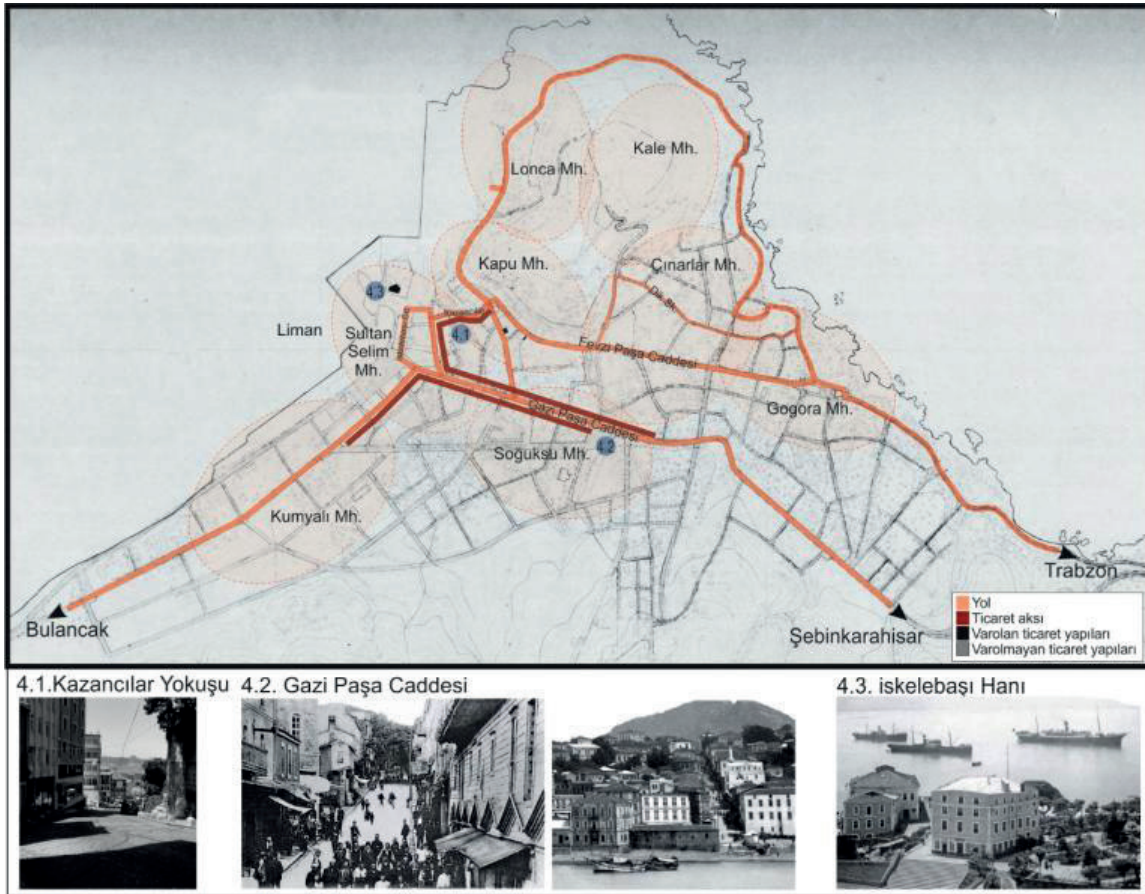 Lonca Mh.
Kale Mh.
Kapu Mh.
Çınarlar Mh.
4.3
Liman
Sultan
Selim
Mh.
4.1
Fevzi Paşa Caddesi
Gazi Paşa Caddesi
Gogora Mh.
4.2
Soğuksu Mh.
Kumyalı Mh.
Bulancak
Trabzon
Şebinkarahisar
Yol
Ticaret aksı
Varolan ticaret yapıları
Varolmayan ticaret yapıları
4.1.Kazancılar Yokuşu
4.2. Gazi Paşa Caddesi
4.3. iskelebaşı Hanı